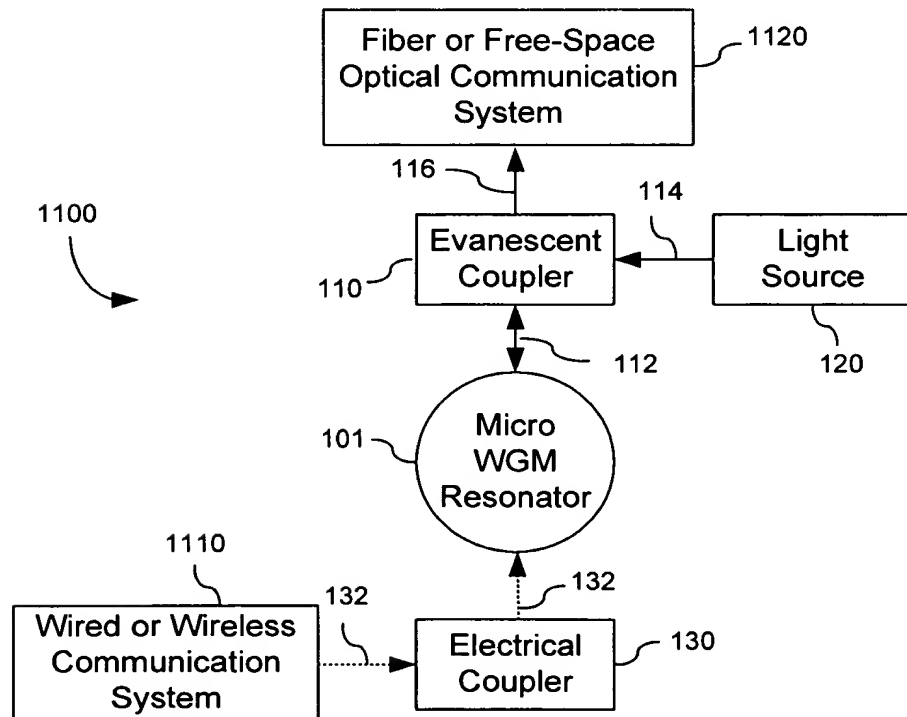 Fiber or Free-Space
Optical Communication
System
1120
116
114
1100
Evanescent
Coupler
110
Light
Source
112
120
101
Micro
WGM
Resonator
1110
132
132
Wired or Wireless
Communication
System
Electrical
Coupler
130